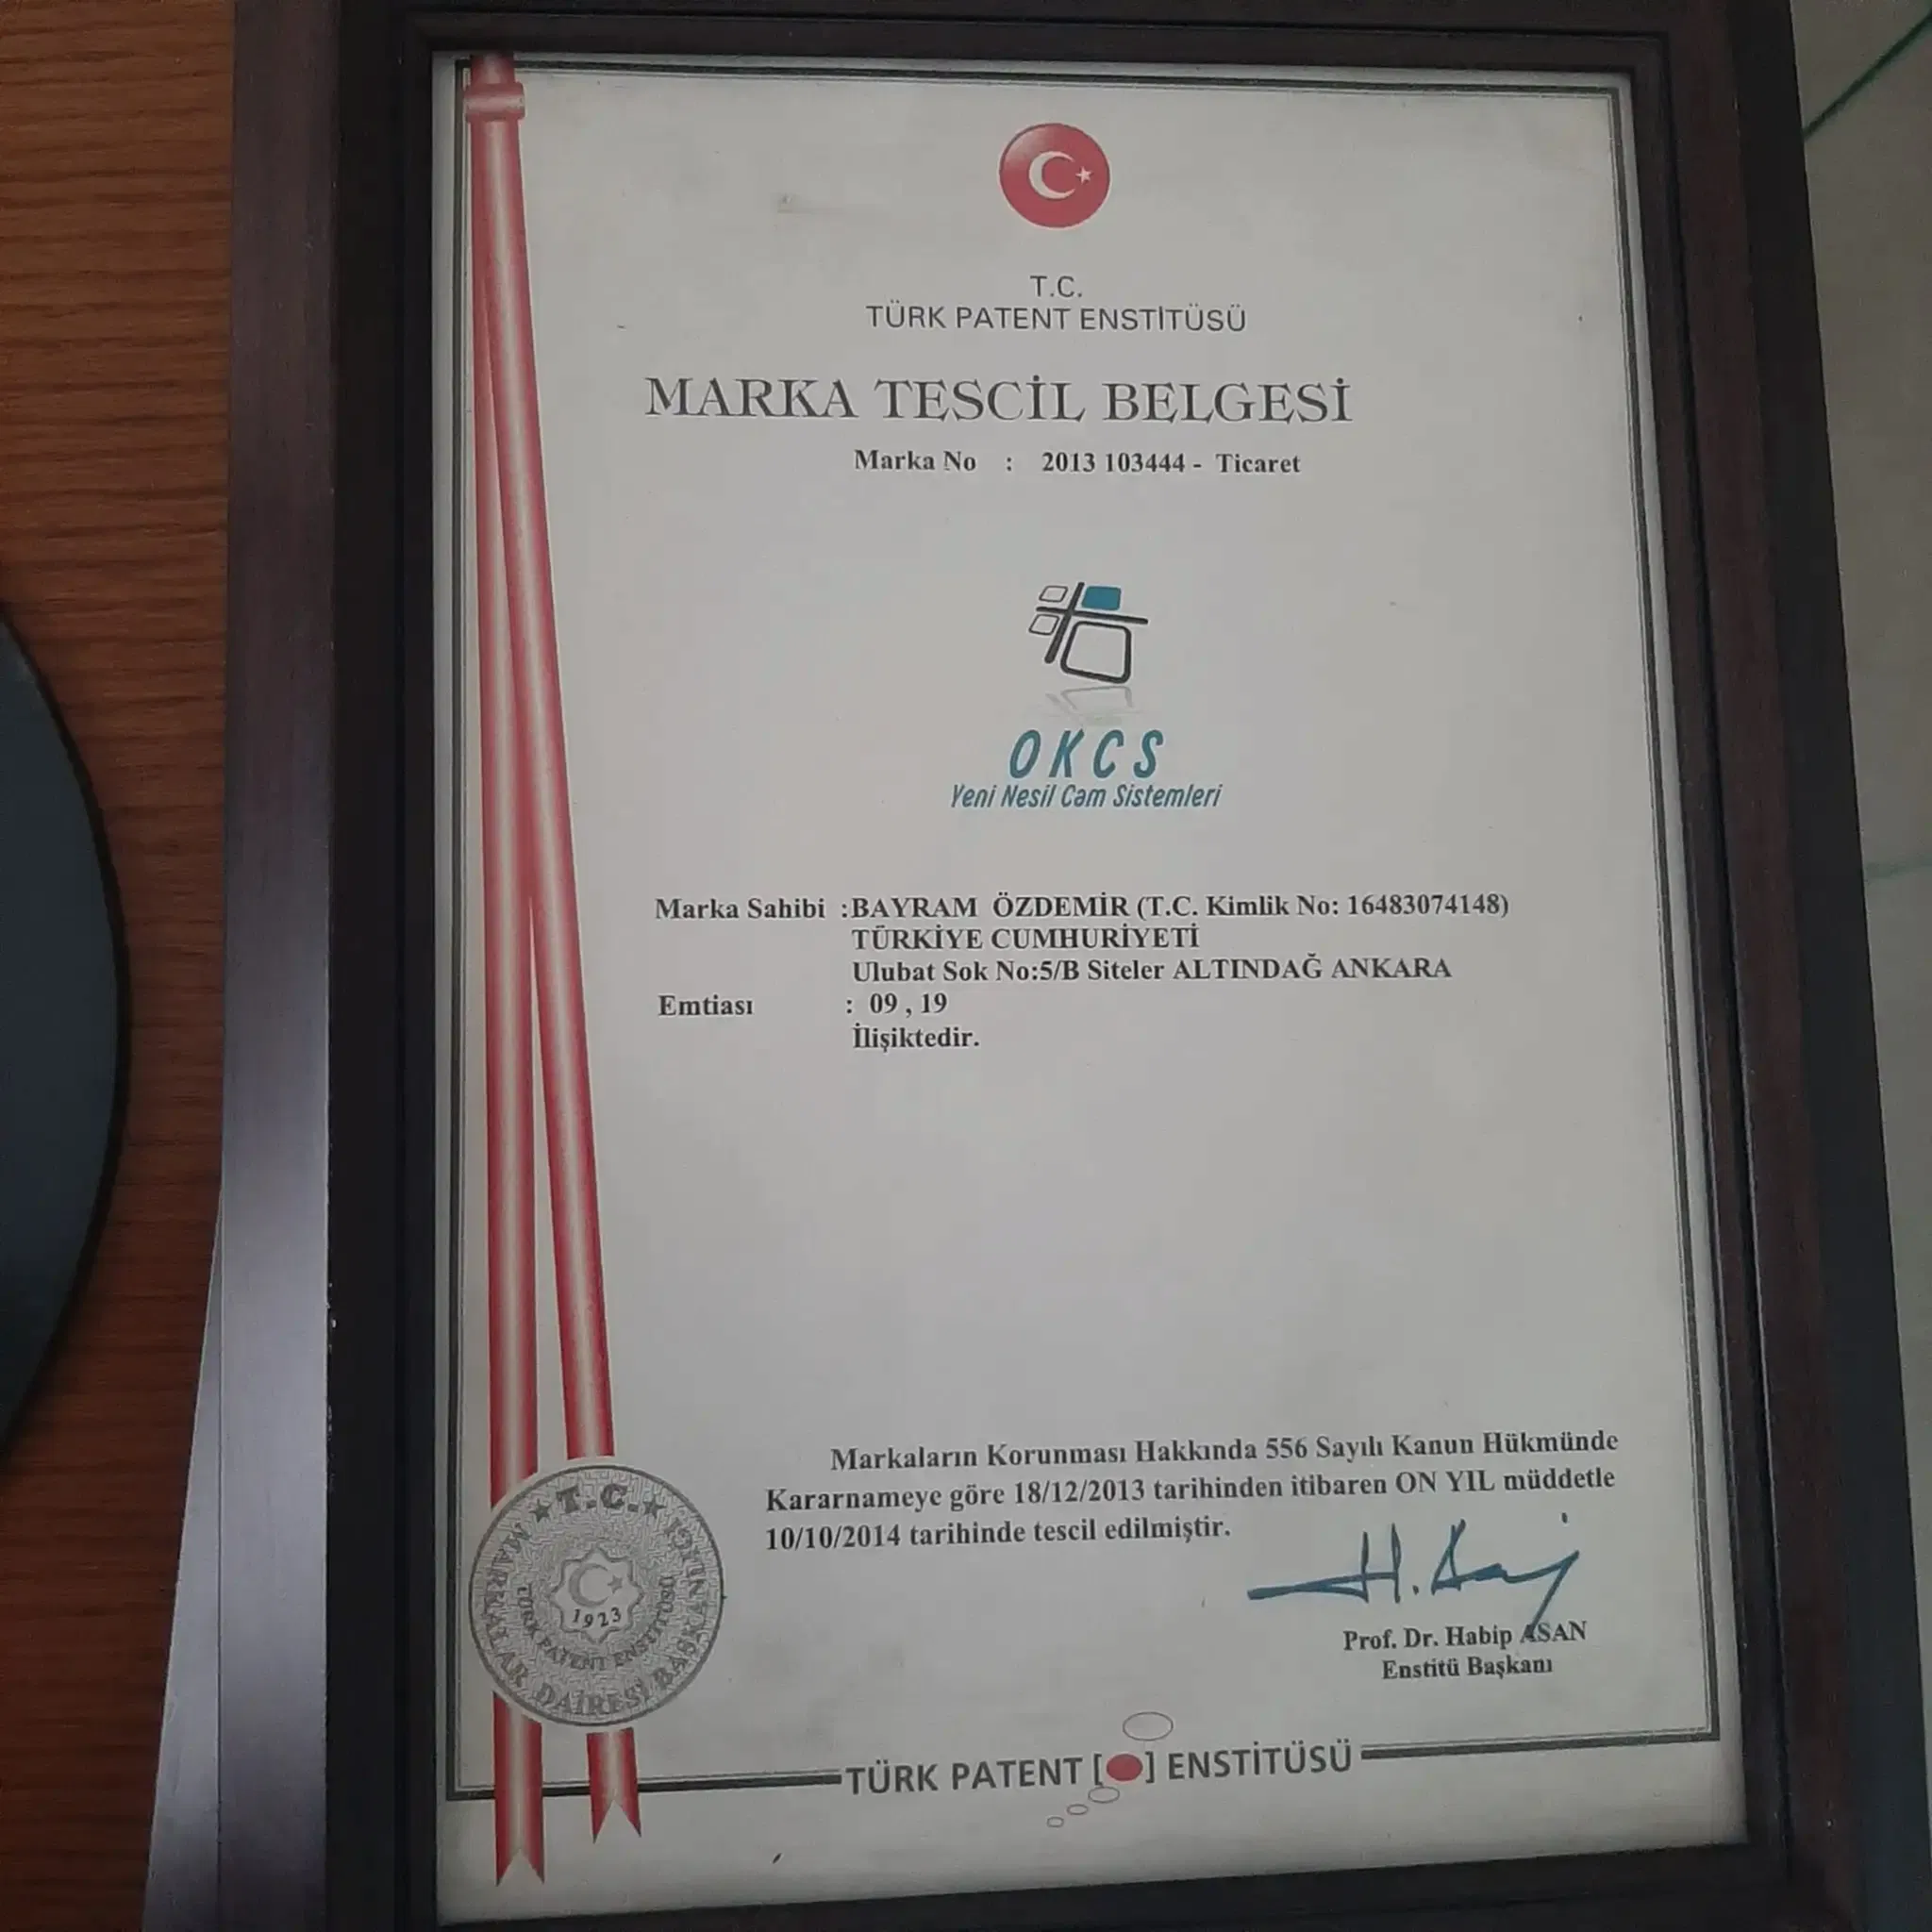 T.C.
TÜRK PATENT ENSTİTÜSÜ
MARKA TESCİL BELGESİ
Marka No : 2013 103444 - Ticaret
OKCS
Yeni Nesil Cam Sistemleri
Marka Sahibi :BAYRAM ÖZDEMİR (T.C. Kimlik No: 16483074148)
TÜRKİYE CUMHURİYETİ
Ulubat Sok No:5/B Siteler ALTINDAĞ ANKARA
Emtiası : 09 , 19
İlişiktedir.
Markaların Korunması Hakkında 556 Sayılı Kanun Hükmünde
Kararnameye göre 18/12/2013 tarihinden itibaren ON YIL müddetle
10/10/2014 tarihinde tescil edilmiştir.
H. Asan
Prof. Dr. Habip ASAN
Enstitü Başkanı
T.C.
MARKALAR DAİRESİ BAŞKANLIĞI
TÜRK PATENT ENSTİTÜSÜ
1923
TÜRK PATENT [ ] ENSTİTÜSÜ